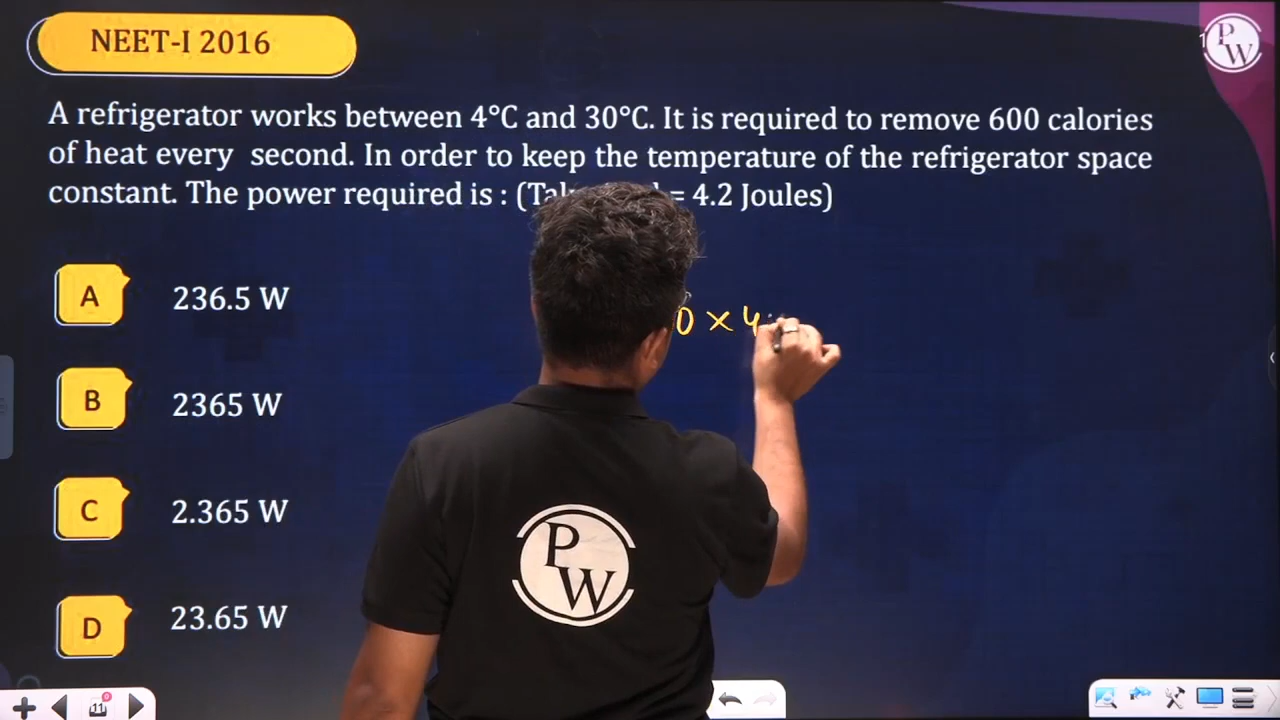 NEET-I 2016
A refrigerator works between 4°C and 30°C. It is required to remove 600 calories
of heat every second. In order to keep the temperature of the refrigerator space
constant. The power required is : = 4.2 Joules)
A 236.5 W
0 × 4
B 2365 W
C 2.365 W
D 23.65 W
PW
PW
11